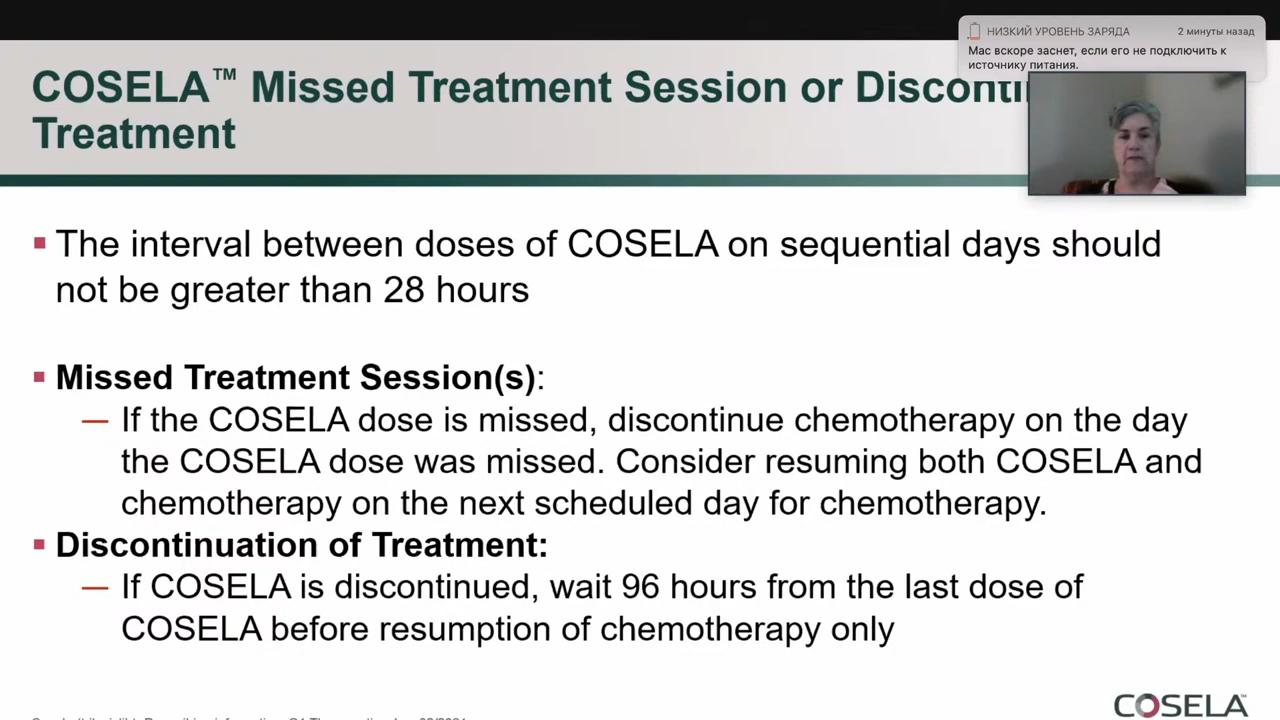 НИЗКИЙ УРОВЕНЬ ЗАРЯДА 2 минуты назад
Mac вскоре заснет, если его не подключить к
источнику питания.
COSELA™ Missed Treatment Session or
Treatment
▪ The interval between doses of COSELA on sequential days should
not be greater than 28 hours
▪ Missed Treatment Session(s):
— If the COSELA dose is missed, discontinue chemotherapy on the day
the COSELA dose was missed. Consider resuming both COSELA and
chemotherapy on the next scheduled day for chemotherapy.
▪ Discontinuation of Treatment:
— If COSELA is discontinued, wait 96 hours from the last dose of
COSELA before resumption of chemotherapy only
COSELA™